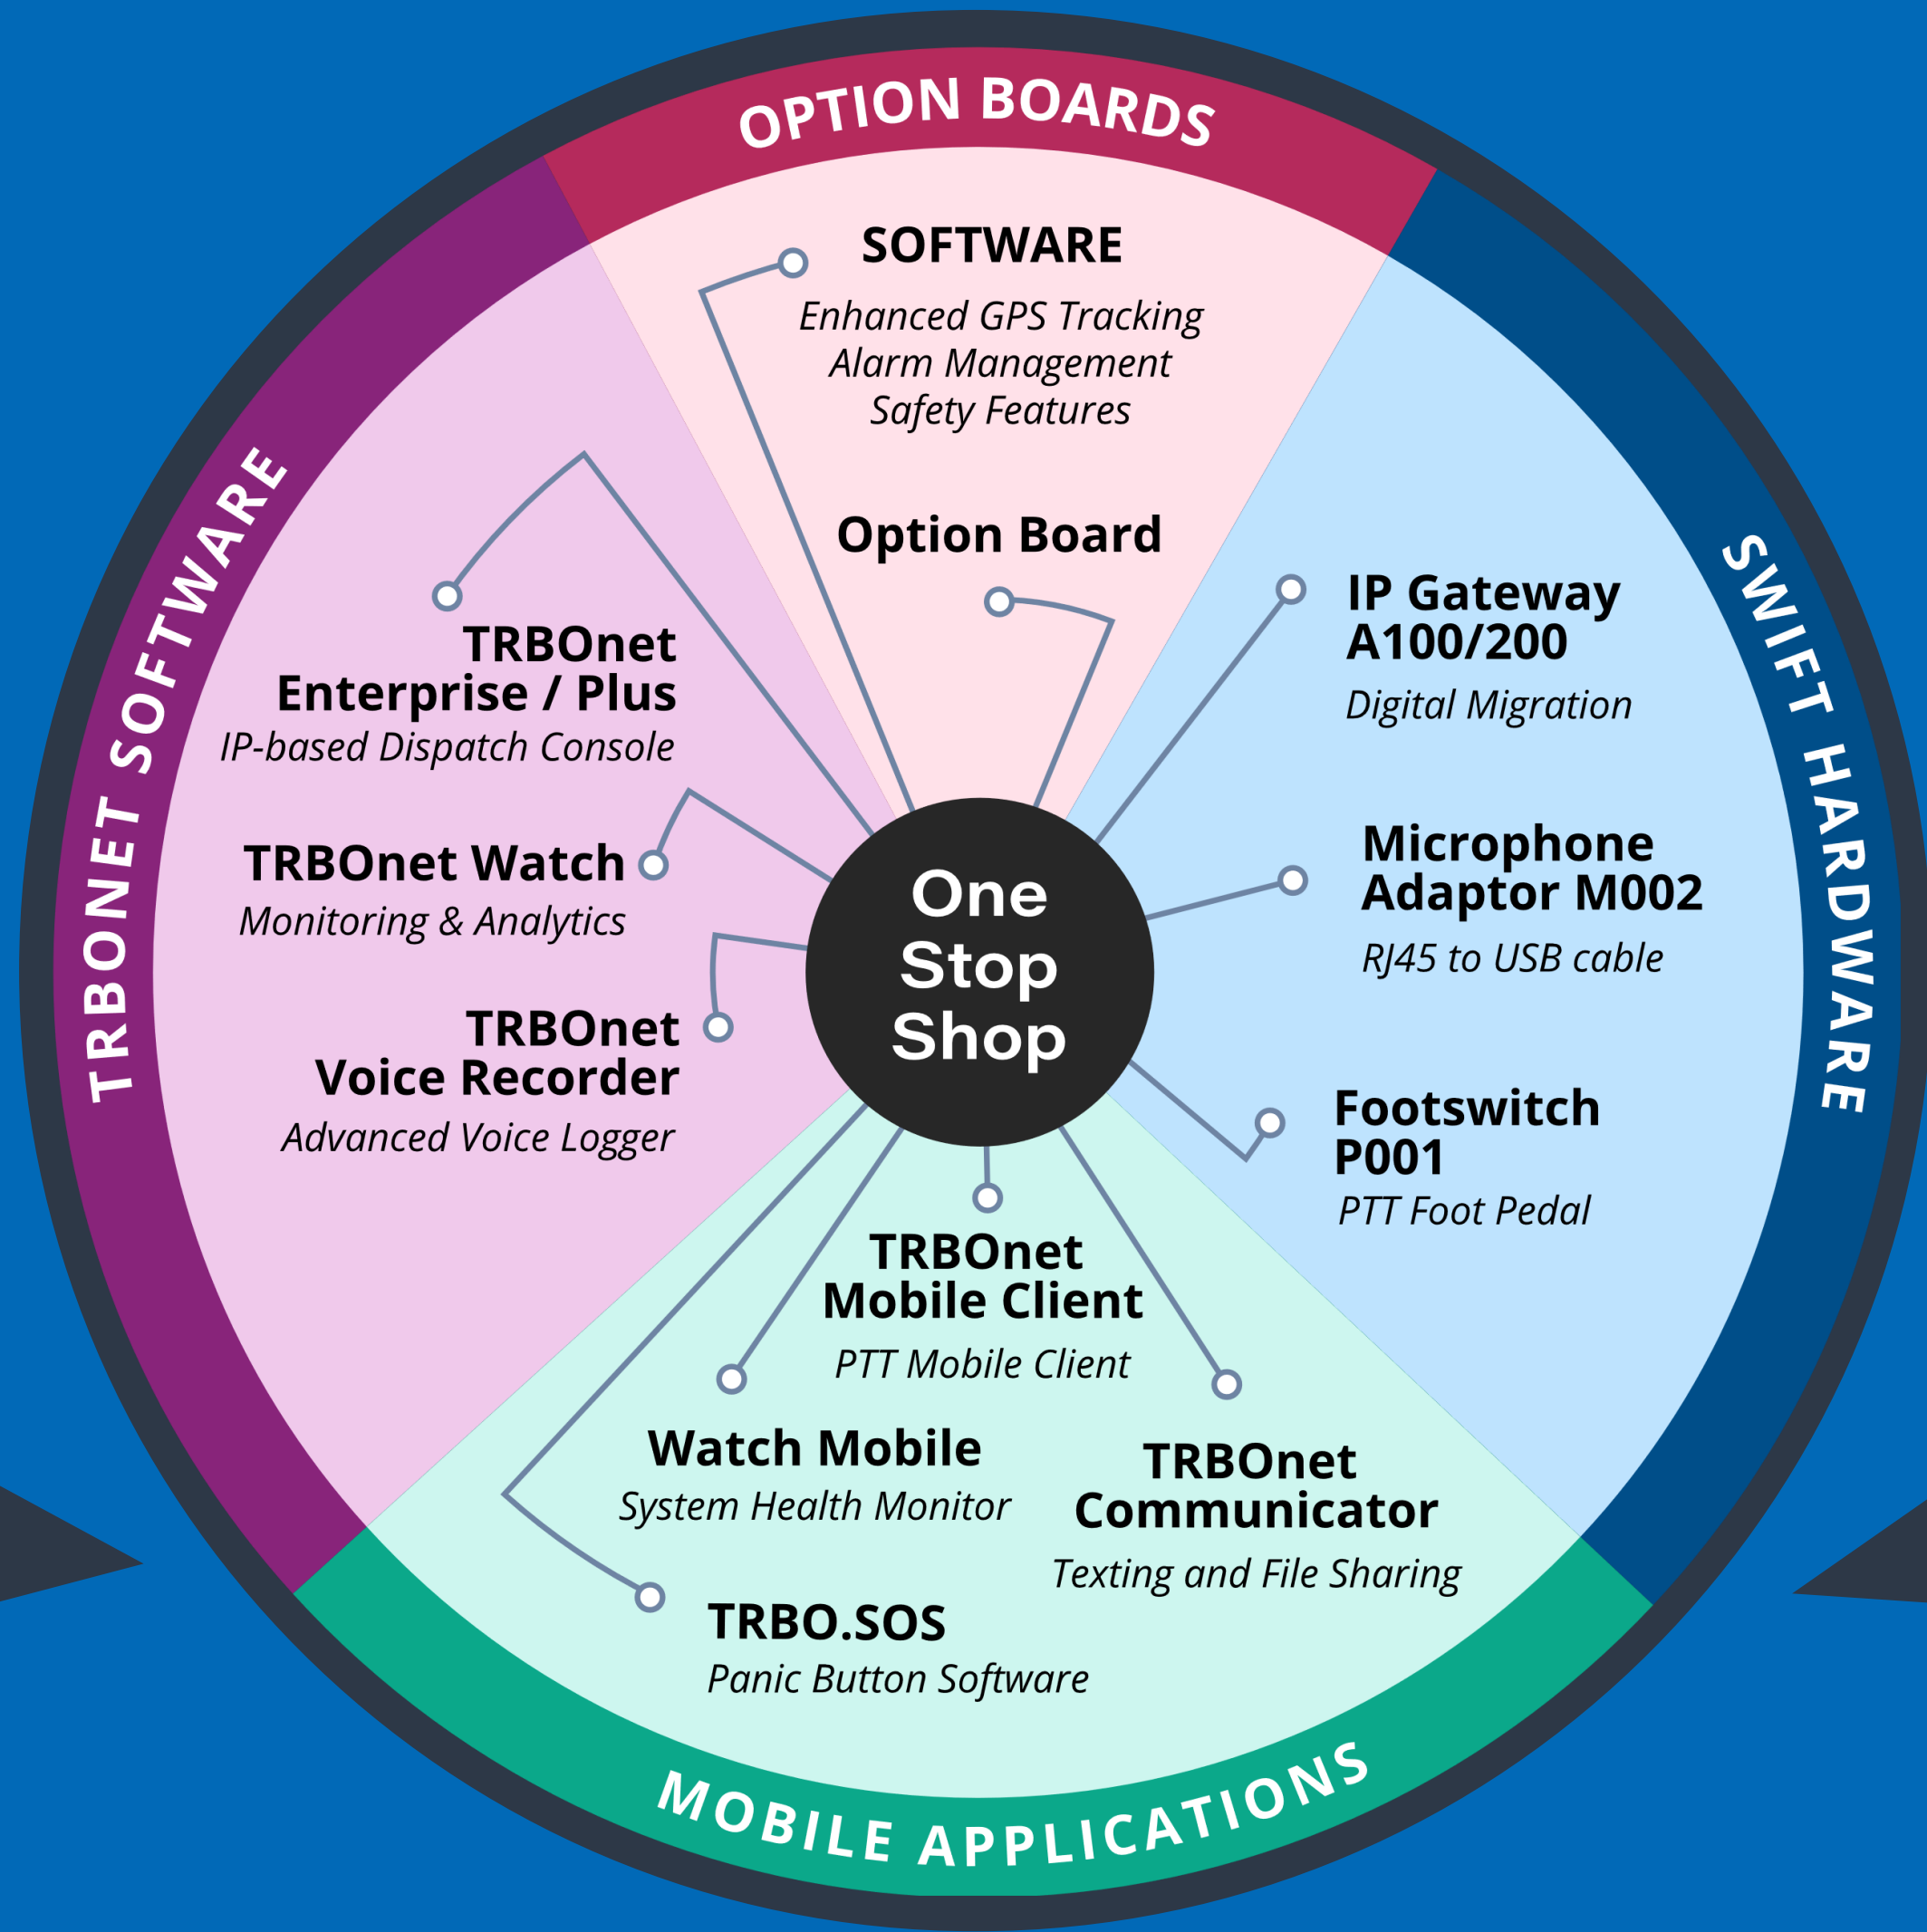 OPTION BOARDS
SOFTWARE
Enhanced GPS Tracking
Alarm Management
Safety Features
Option Board
SWIFT HARDWARE
IP Gateway
A100/200
Digital Migration
Microphone
Adaptor M002
RJ45 to USB cable
Footswitch
P001
PTT Foot Pedal
TRBONET SOFTWARE
TRBOnet
Enterprise / Plus
IP-based Dispatch Console
TRBOnet Watch
Monitoring & Analytics
TRBOnet
Voice Recorder
Advanced Voice Logger
One
Stop
Shop
TRBOnet
Mobile Client
PTT Mobile Client
Watch Mobile
System Health Monitor
TRBOnet
Communicator
Texting and File Sharing
TRBO.SOS
Panic Button Software
MOBILE APPLICATIONS